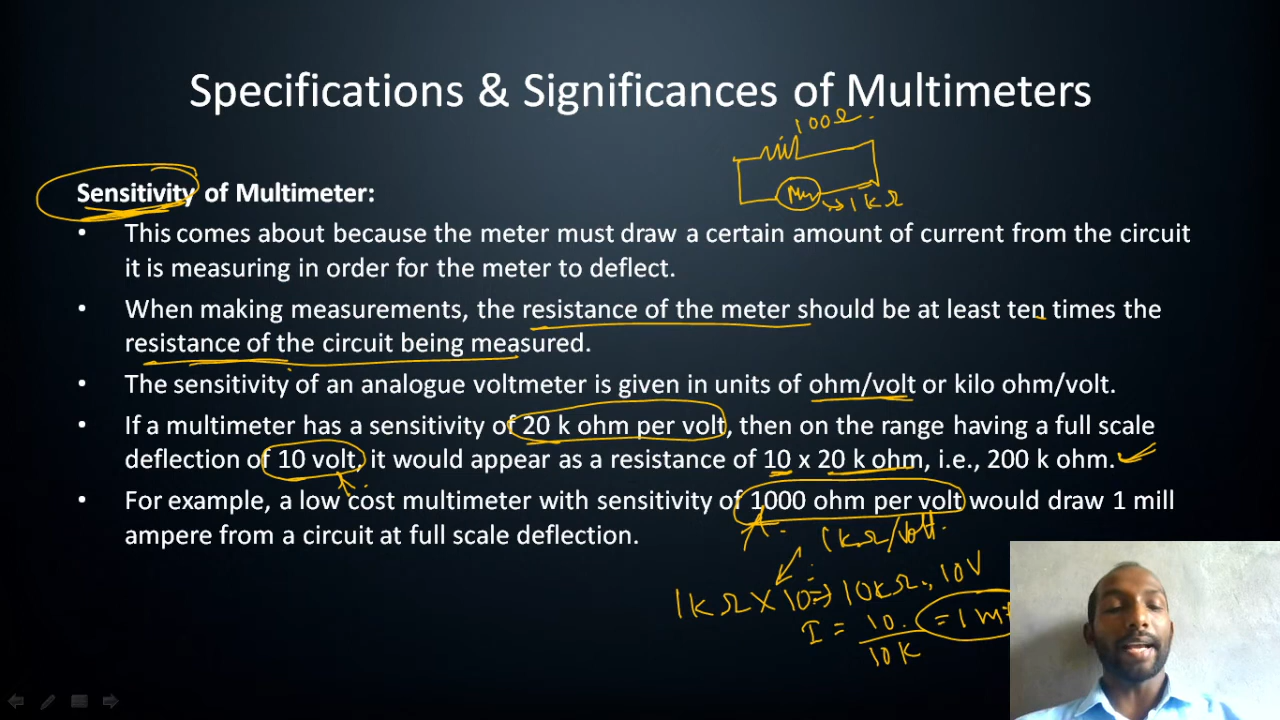 Specifications & Significances of Multimeters
100Ω.
1 KΩ
Sensitivity of Multimeter:
• This comes about because the meter must draw a certain amount of current from the circuit
it is measuring in order for the meter to deflect.
• When making measurements, the resistance of the meter should be at least ten times the
resistance of the circuit being measured.
• The sensitivity of an analogue voltmeter is given in units of ohm/volt or kilo ohm/volt.
• If a multimeter has a sensitivity of 20 k ohm per volt, then on the range having a full scale
deflection of 10 volt, it would appear as a resistance of 10 x 20 k ohm, i.e., 200 k ohm.
• For example, a low cost multimeter with sensitivity of 1000 ohm per volt would draw 1 mill
ampere from a circuit at full scale deflection.
1KΩ/volt.
1KΩ X 10 ⇒ 10KΩ, 10V
I = 10 = 1 m
10K